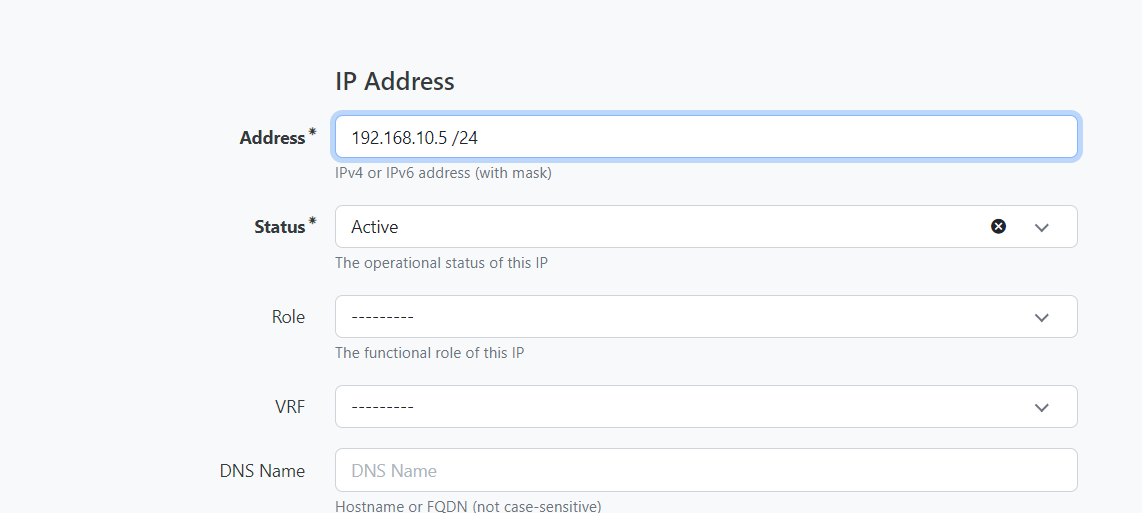 IP Address
Address *
192.168.10.5 /24
IPv4 or IPv6 address (with mask)
Status *
Active
The operational status of this IP
Role
---------
The functional role of this IP
VRF
---------
DNS Name
DNS Name
Hostname or FQDN (not case-sensitive)